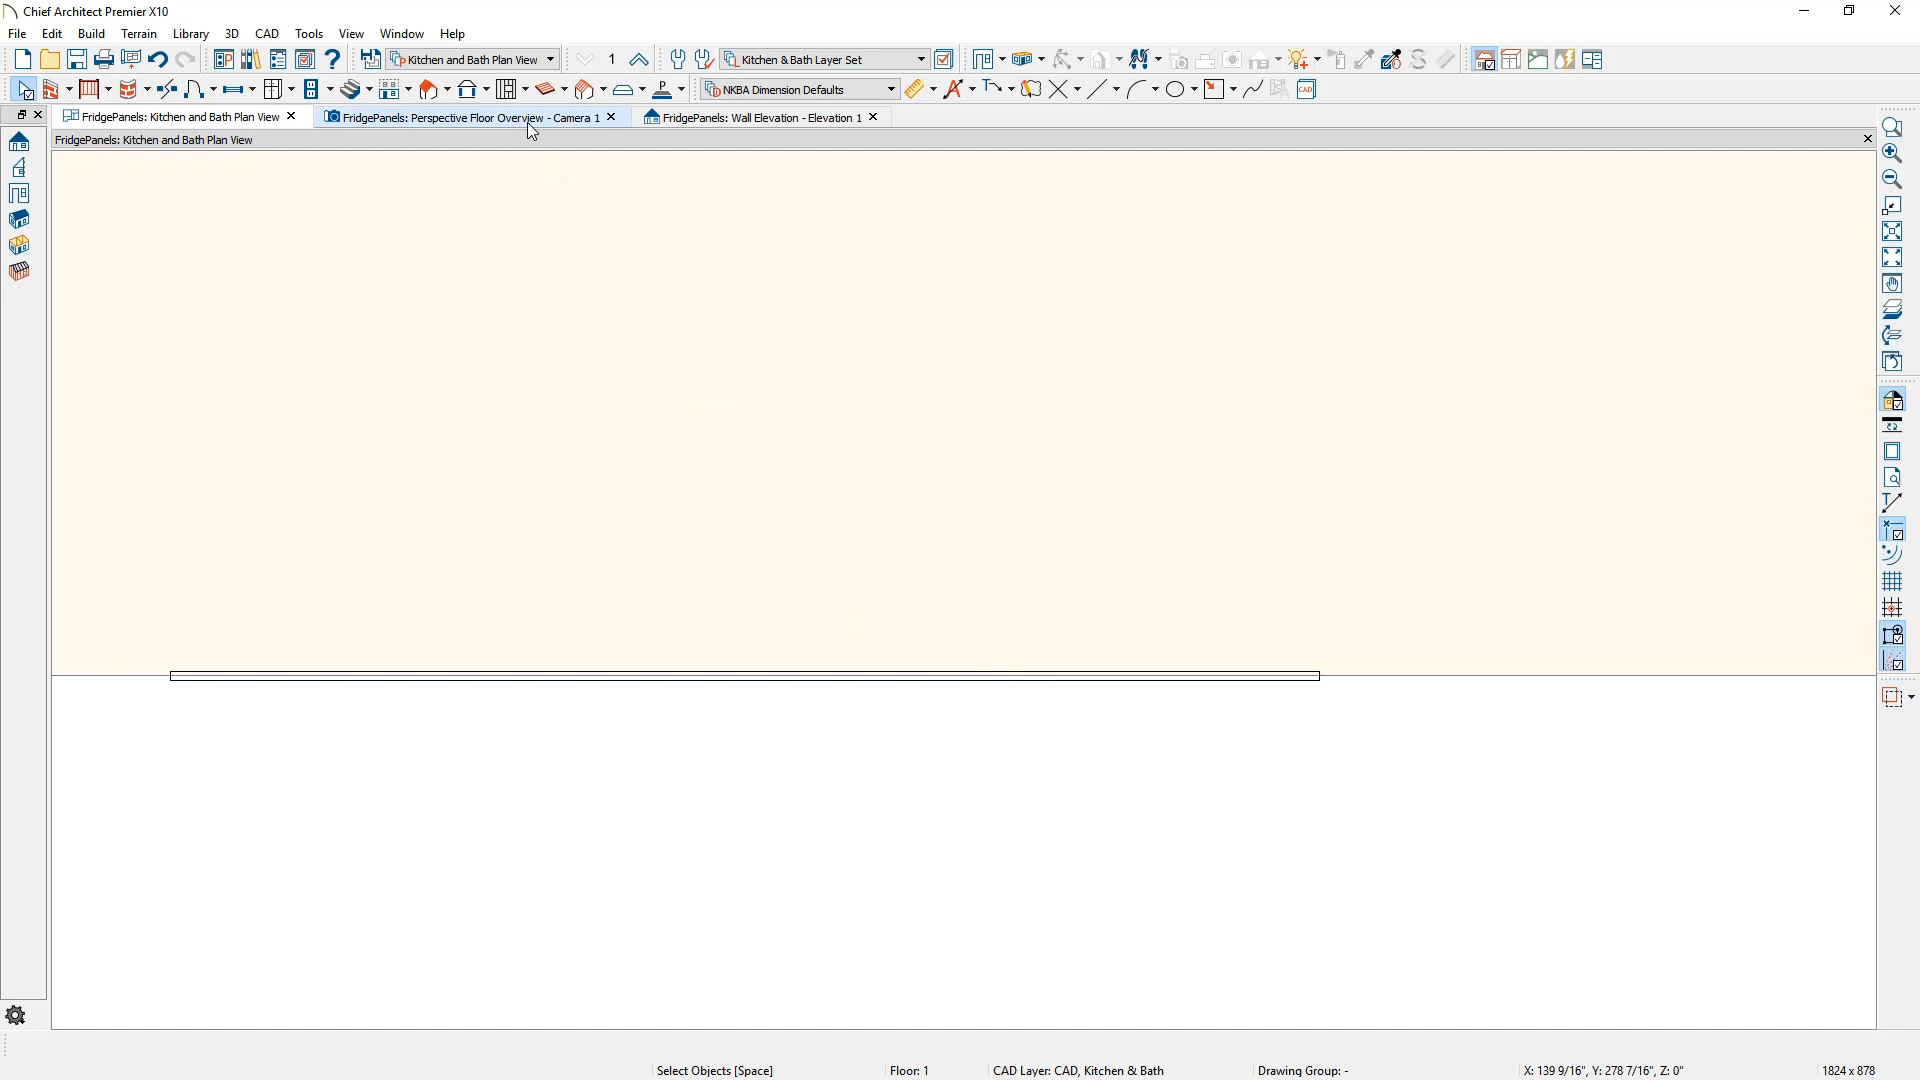 Chief Architect Premier X10
File Edit Build Terrain Library 3D CAD Tools View Window Help
Kitchen and Bath Plan View 1 Kitchen & Bath Layer Set
NKBA Dimension Defaults
FridgePanels: Kitchen and Bath Plan View FridgePanels: Perspective Floor Overview - Camera 1 FridgePanels: Wall Elevation - Elevation 1
FridgePanels: Kitchen and Bath Plan View
Select Objects [Space] Floor: 1 CAD Layer: CAD, Kitchen & Bath Drawing Group: - X: 139 9/16", Y: 278 7/16", Z: 0" 1824 x 878